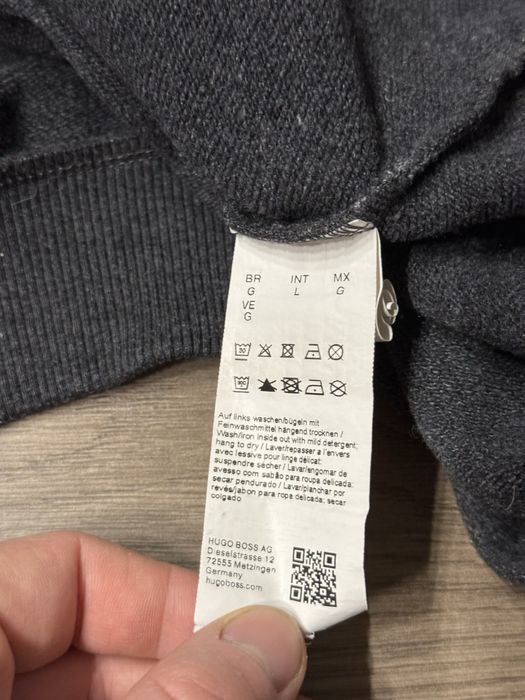 BR INT MX
G L G
VE
G
30
30C
Auf links waschen/bügeln mit
Feinwaschmittel hängend trocknen /
Wash/iron inside out with mild detergent;
hang to dry / Laver/repasser a l'envers
avec lessive pour linge délicat:
suspendre sécher / Lavar/engomar de
avesso com sabão para roupa delicada;
secar pendurado / Lavar/planchar por
revés/jabon para ropa delicada; secar
colgado
HUGO BOSS AG
Dieselstrasse 12
72555 Metzingen
Germany
hugoboss.com